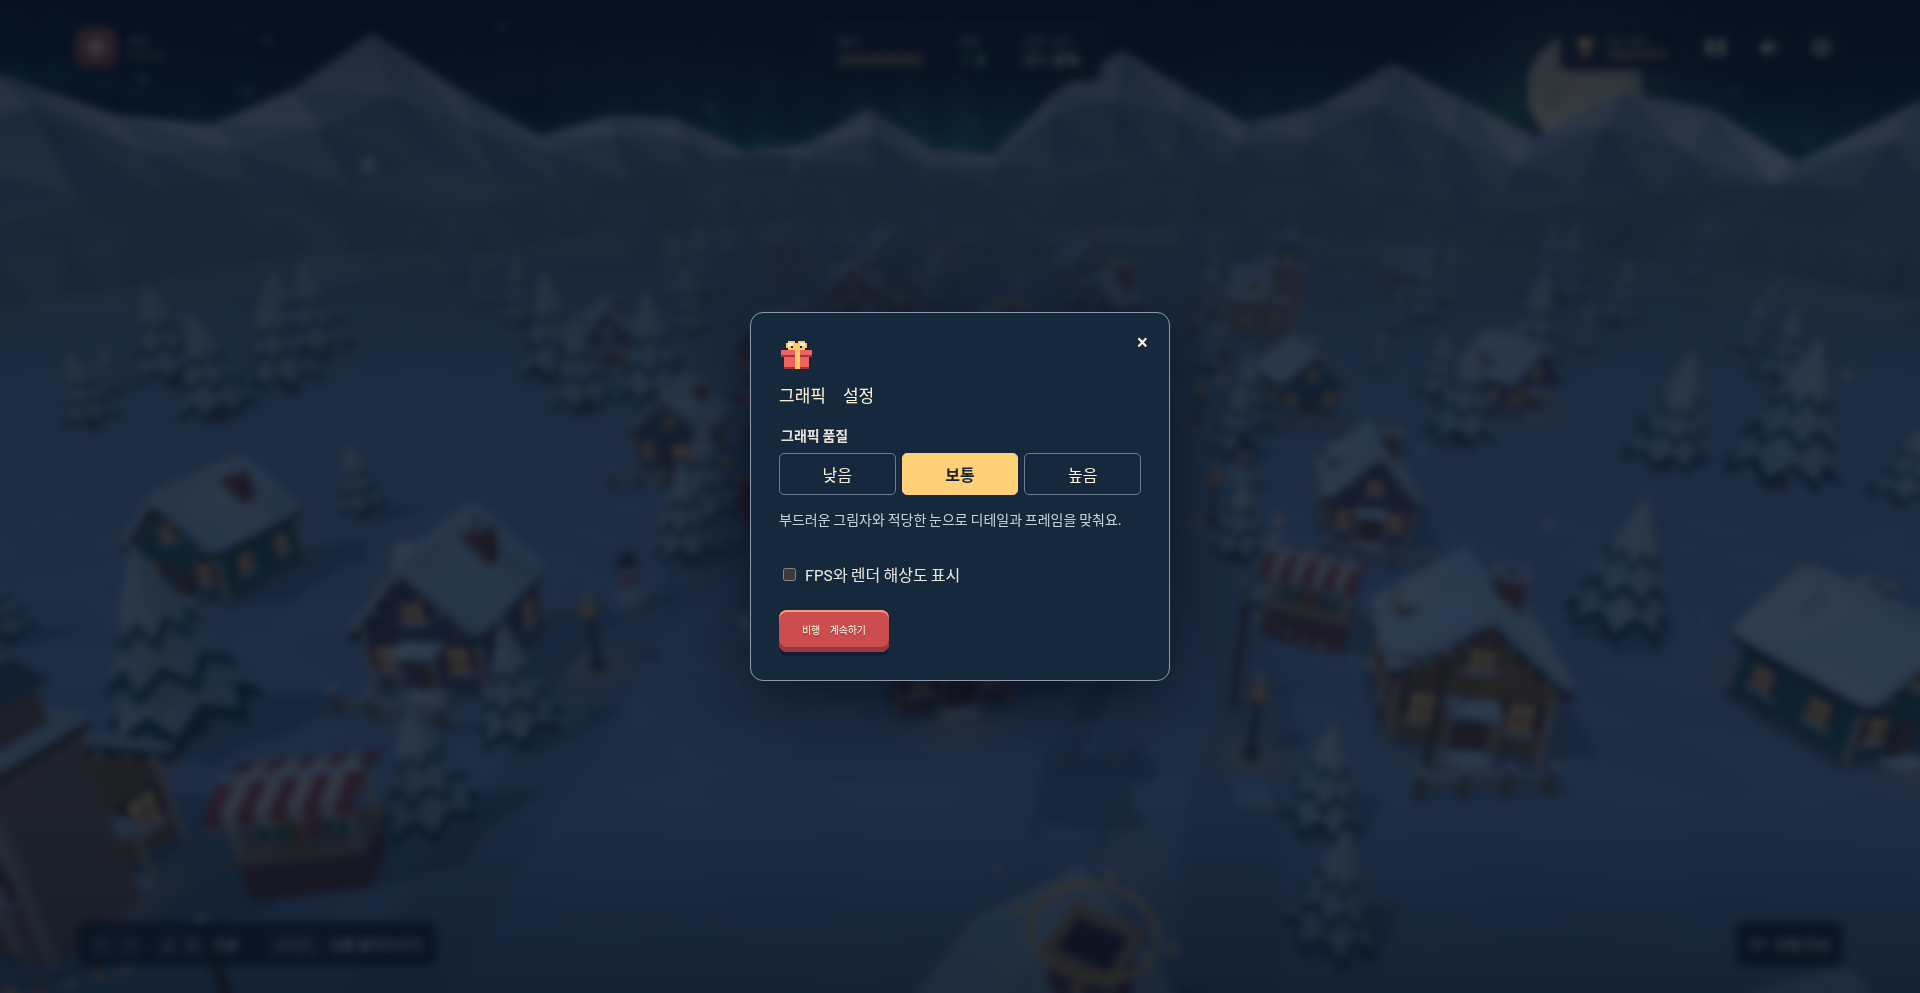 ×
그래픽 설정
그래픽 품질
낮음 보통 높음
부드러운 그림자와 적당한 눈으로 디테일과 프레임을 맞춰요.
FPS와 렌더 해상도 표시
비행 계속하기